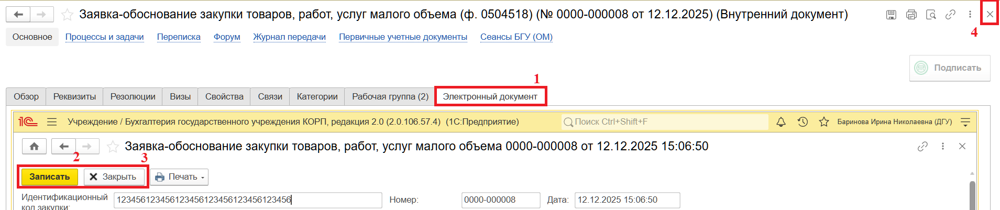 Заявка-обоснование закупки товаров, работ, услуг малого объема (ф. 0504518) (№ 0000-000008 от 12.12.2025) (Внутренний документ)
4
Основное Процессы и задачи Переписка Форум Журнал передачи Первичные учетные документы Сеансы БГУ (ОМ)
Подписать
1
Обзор Реквизиты Резолюции Визы Свойства Связи Категории Рабочая группа (2) Электронный документ
1С Учреждение / Бухгалтерия государственного учреждения КОРП, редакция 2.0 (2.0.106.57.4) (1С:Предприятие) Поиск Ctrl+Shift+F Баринова Ирина Николаевна (ДГУ)
Заявка-обоснование закупки товаров, работ, услуг малого объема 0000-000008 от 12.12.2025 15:06:50
2 3
Записать Закрыть Печать
Идентификационный 123456123456123456123456123456123456 Номер: 0000-000008 Дата: 12.12.2025 15:06:50
код закупки: